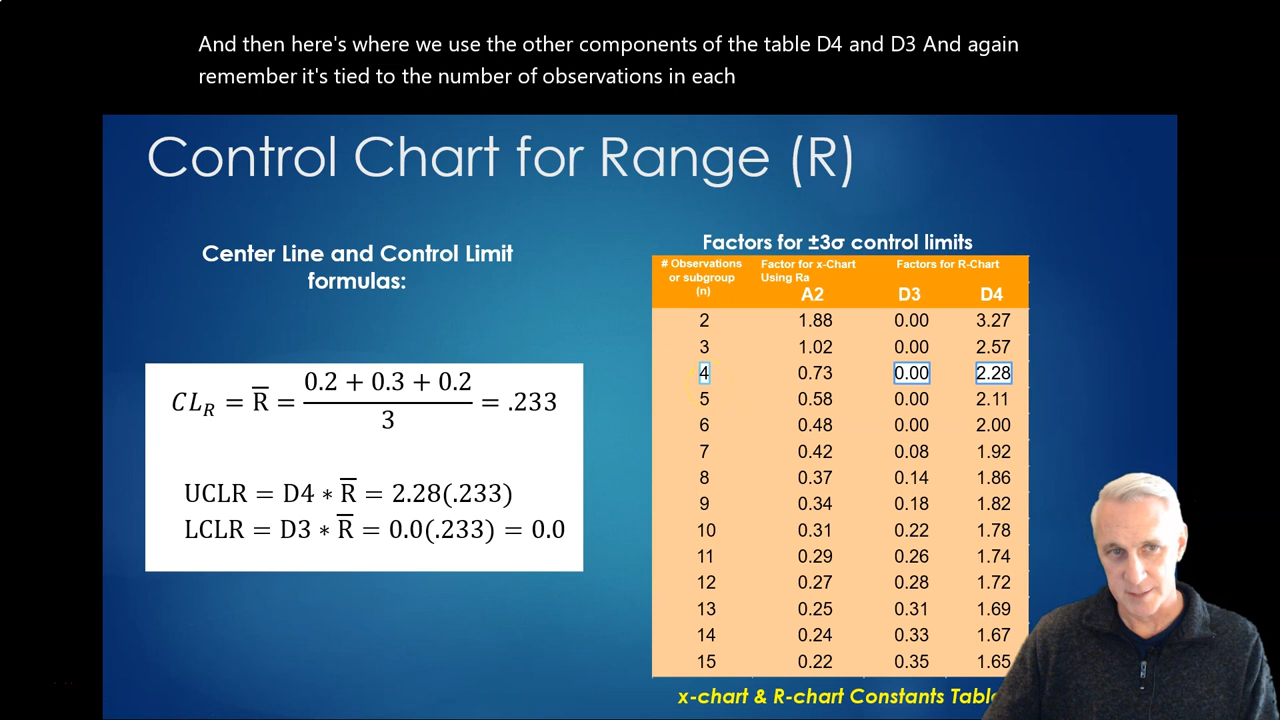 And then here's where we use the other components of the table D4 and D3 And again
remember it's tied to the number of observations in each
Control Chart for Range (R)
Center Line and Control Limit
formulas:
CL_R = R̅ = (0.2 + 0.3 + 0.2)/3 = .233
UCLR = D4 ∗ R̅ = 2.28(.233)
LCLR = D3 ∗ R̅ = 0.0(.233) = 0.0
Factors for ±3σ control limits
# Observations or subgroup (n) Factor for x-Chart Using Ra Factors for R-Chart
A2 D3 D4
2 1.88 0.00 3.27
3 1.02 0.00 2.57
4 0.73 0.00 2.28
5 0.58 0.00 2.11
6 0.48 0.00 2.00
7 0.42 0.08 1.92
8 0.37 0.14 1.86
9 0.34 0.18 1.82
10 0.31 0.22 1.78
11 0.29 0.26 1.74
12 0.27 0.28 1.72
13 0.25 0.31 1.69
14 0.24 0.33 1.67
15 0.22 0.35 1.65
x-chart & R-chart Constants Table